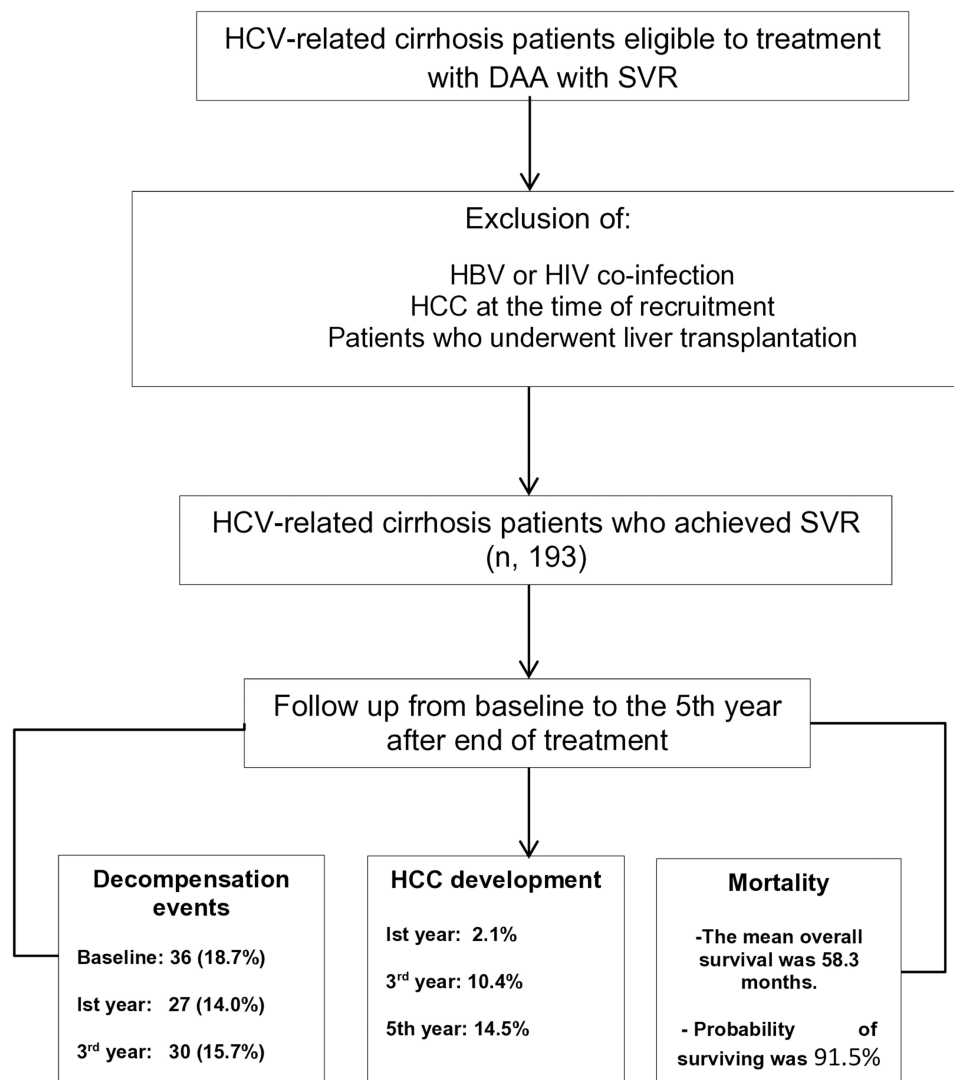 HCV-related cirrhosis patients eligible to treatment
with DAA with SVR
Exclusion of:
HBV or HIV co-infection
HCC at the time of recruitment
Patients who underwent liver transplantation
HCV-related cirrhosis patients who achieved SVR
(n, 193)
Follow up from baseline to the 5th year
after end of treatment
Decompensation
events
Baseline: 36 (18.7%)
Ist year: 27 (14.0%)
3rd year: 30 (15.7%)
HCC development
Ist year: 2.1%
3rd year: 10.4%
5th year: 14.5%
Mortality
-The mean overall
survival was 58.3
months.
- Probability of
surviving was 91.5%